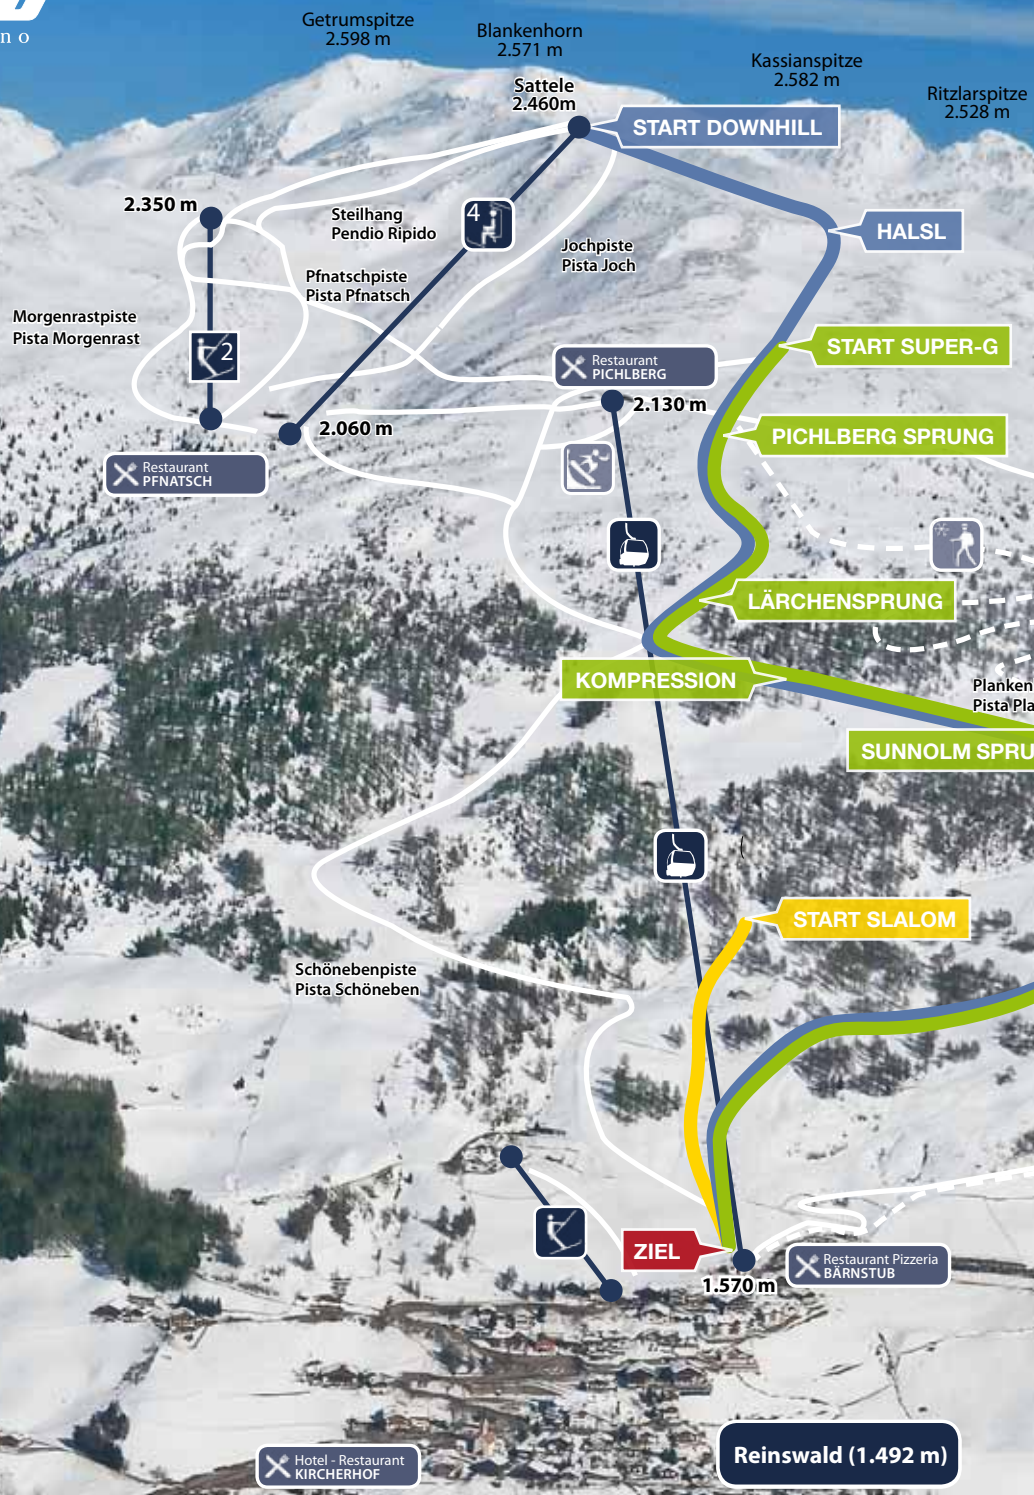 n o
Getrumspitze
2.598 m
Blankenhorn
2.571 m
Kassianspitze
2.582 m
Ritzlarspitze
2.528 m
Sattele
2.460m
START DOWNHILL
2.350 m
Steilhang
Pendio Ripido
4
HALSL
Jochpiste
Pista Joch
Pfnatschpiste
Pista Pfnatsch
Morgenrastpiste
Pista Morgenrast
2
START SUPER-G
Restaurant
PICHLBERG
2.130 m
2.060 m
PICHLBERG SPRUNG
Restaurant
PFNATSCH
LÄRCHENSPRUNG
KOMPRESSION
Planken
Pista Pla
SUNNOLM SPRU
START SLALOM
Schönebenpiste
Pista Schöneben
ZIEL
Restaurant Pizzeria
BÄRNSTUB
1.570 m
Reinswald (1.492 m)
Hotel - Restaurant
KIRCHERHOF